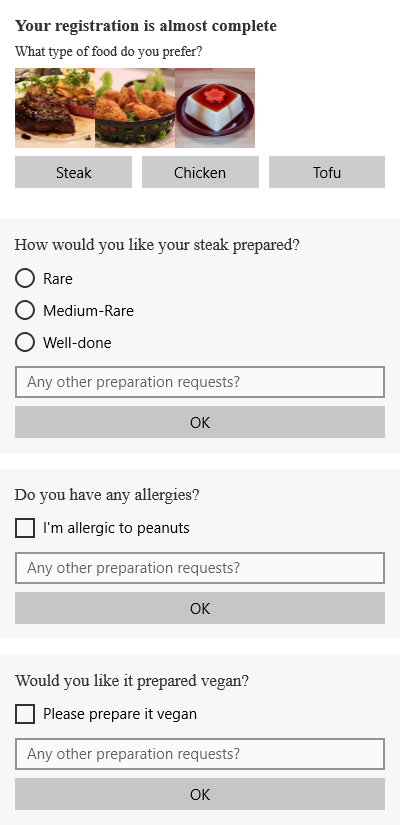 Your registration is almost complete
What type of food do you prefer?
Steak Chicken Tofu
How would you like your steak prepared?
Rare
Medium-Rare
Well-done
Any other preparation requests?
OK
Do you have any allergies?
I'm allergic to peanuts
Any other preparation requests?
OK
Would you like it prepared vegan?
Please prepare it vegan
Any other preparation requests?
OK